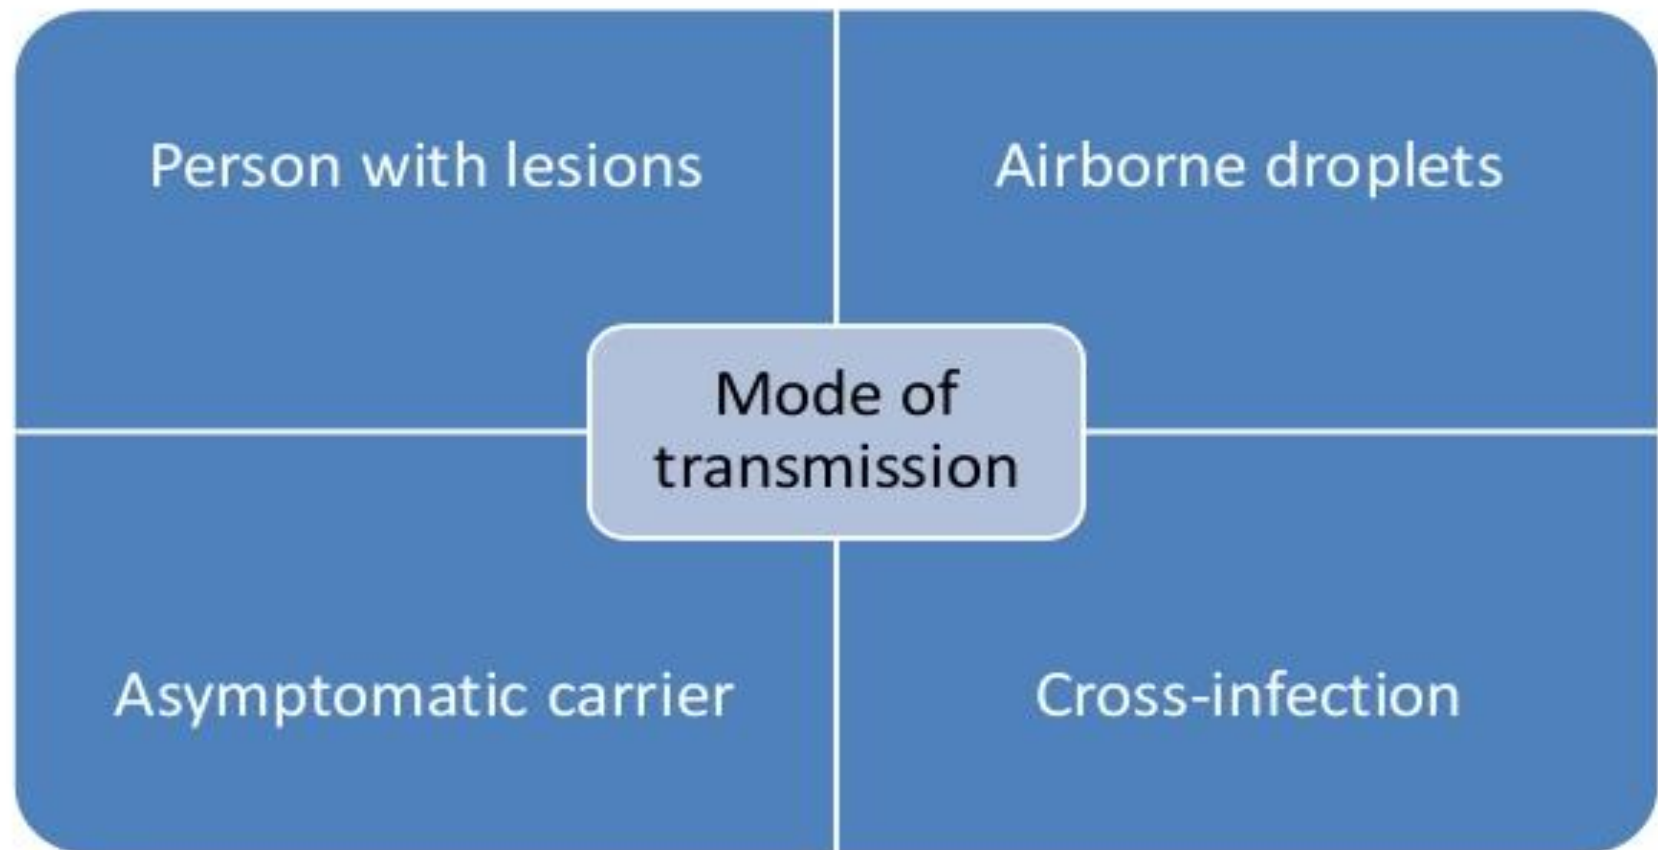 Person with lesions
Airborne droplets
Mode of
transmission
Asymptomatic carrier
Cross-infection